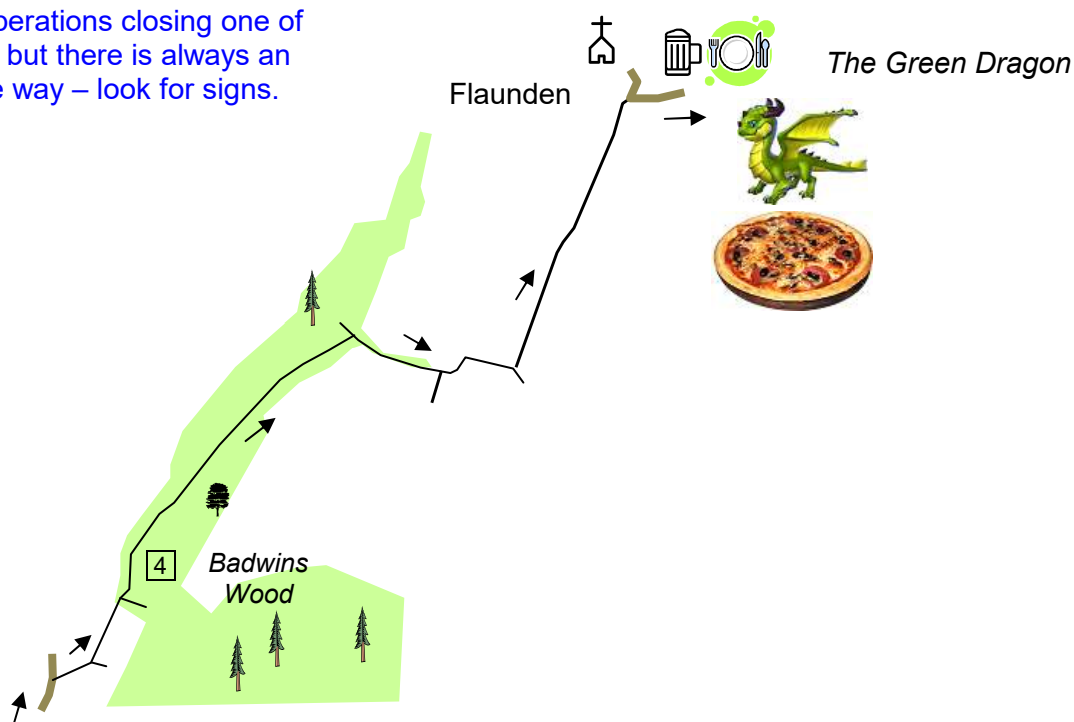 perations closing one of
but there is always an
e way – look for signs.
Flaunden
The Green Dragon
4
Badwins
Wood